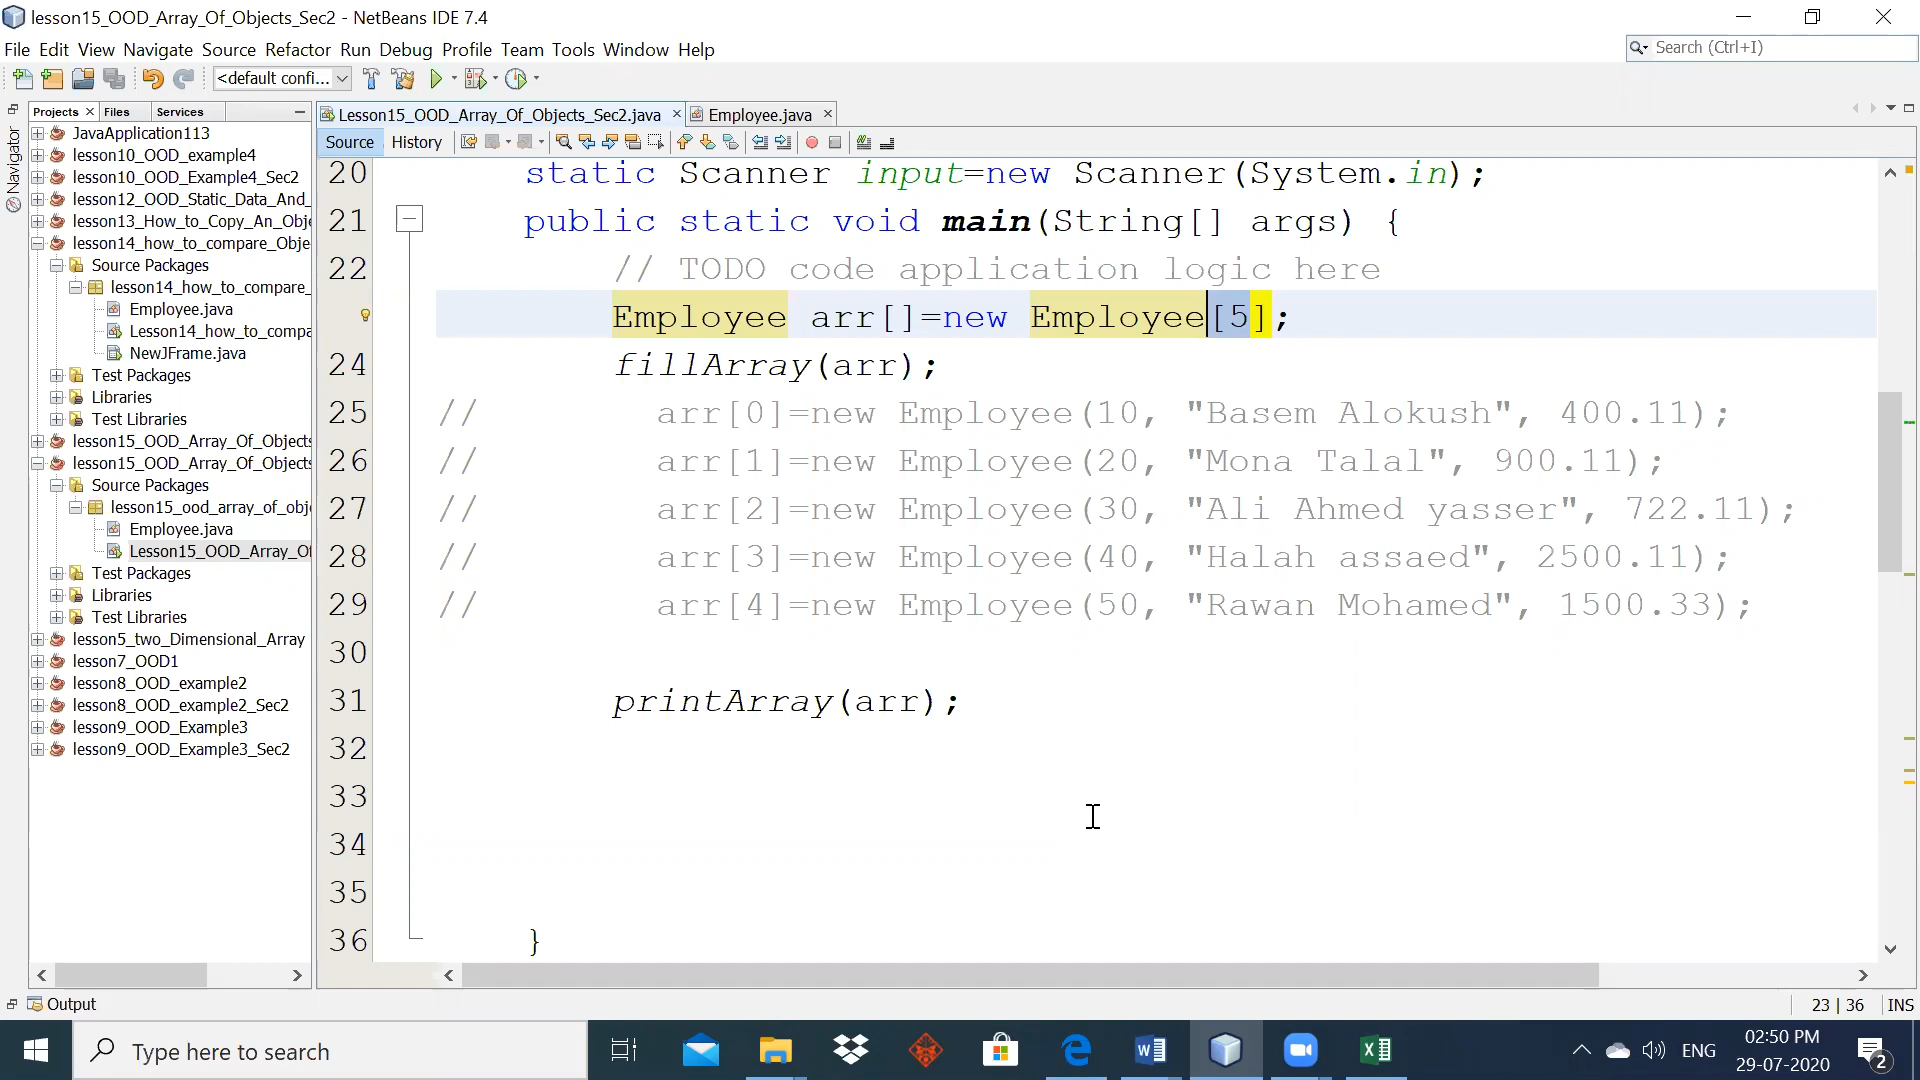 lesson15_OOD_Array_Of_Objects_Sec2 - NetBeans IDE 7.4
File Edit View Navigate Source Refactor Run Debug Profile Team Tools Window Help
Search (Ctrl+I)
<default confi...
Projects
Files
Services
Navigator
JavaApplication113
lesson10_OOD_example4
lesson10_OOD_Example4_Sec2
lesson12_OOD_Static_Data_And_
lesson13_How_to_Copy_An_Obje
lesson14_how_to_compare_Obje
Source Packages
lesson14_how_to_compare_
Employee.java
Lesson14_how_to_compa
NewJFrame.java
Test Packages
Libraries
Test Libraries
lesson15_OOD_Array_Of_Objects
lesson15_OOD_Array_Of_Objects
Source Packages
lesson15_ood_array_of_obj
Employee.java
Lesson15_OOD_Array_Of
Test Packages
Libraries
Test Libraries
lesson5_two_Dimensional_Array
lesson7_OOD1
lesson8_OOD_example2
lesson8_OOD_example2_Sec2
lesson9_OOD_Example3
lesson9_OOD_Example3_Sec2
Lesson15_OOD_Array_Of_Objects_Sec2.java
Employee.java
Source History
20 static Scanner input=new Scanner(System.in);
21 public static void main(String[] args) {
22 // TODO code application logic here
Employee arr[]=new Employee[5];
24 fillArray(arr);
25 // arr[0]=new Employee(10, "Basem Alokush", 400.11);
26 // arr[1]=new Employee(20, "Mona Talal", 900.11);
27 // arr[2]=new Employee(30, "Ali Ahmed yasser", 722.11);
28 // arr[3]=new Employee(40, "Halah assaed", 2500.11);
29 // arr[4]=new Employee(50, "Rawan Mohamed", 1500.33);
30
31 printArray(arr);
32
33
34
35
36 }
Output
23 | 36 INS
Type here to search
ENG
02:50 PM
29-07-2020
2